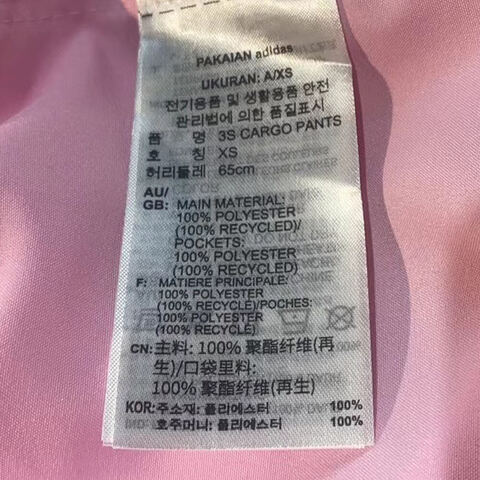 PAKAIAN adidas
UKURAN: A/XS
전기용품 및 생활용품 안전
관리법에 의한 품질표시
품 명 3S CARGO PANTS
호 칭 XS
허리둘레 65cm
AU/
GB: MAIN MATERIAL:
100% POLYESTER
(100% RECYCLED)/
POCKETS:
100% POLYESTER
(100% RECYCLED)
F: MATIERE PRINCIPALE:
100% POLYESTER
(100% RECYCLÉ)/POCHES:
100% POLYESTER
(100% RECYCLÉ)
CN: 主料: 100% 聚酯纤维(再
生)/口袋里料:
100% 聚酯纤维(再生)
KOR: 주소재: 폴리에스터 100%
호주머니: 폴리에스터 100%